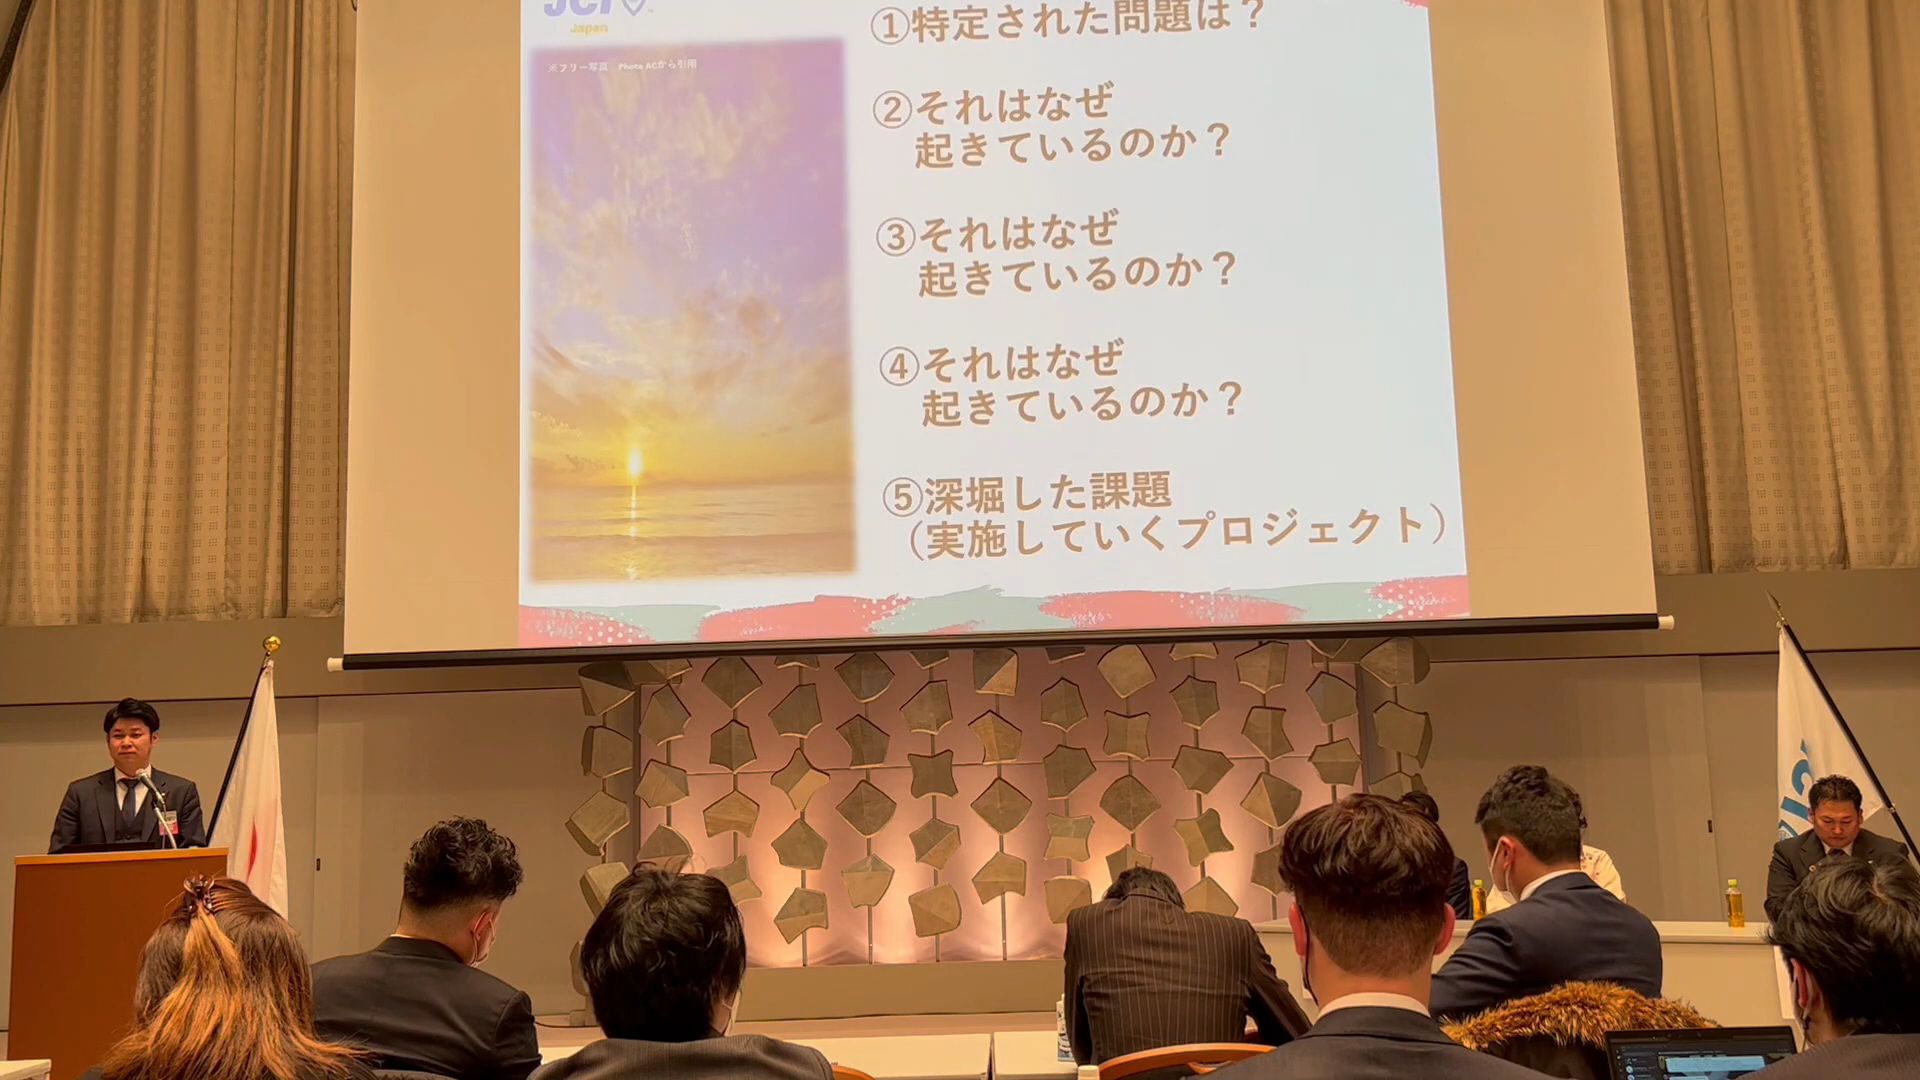 JCI
Japan
※フリー写真 Photo ACから引用
①特定された問題は？
②それはなぜ
起きているのか？
③それはなぜ
起きているのか？
④それはなぜ
起きているのか？
⑤深堀した課題
（実施していくプロジェクト）